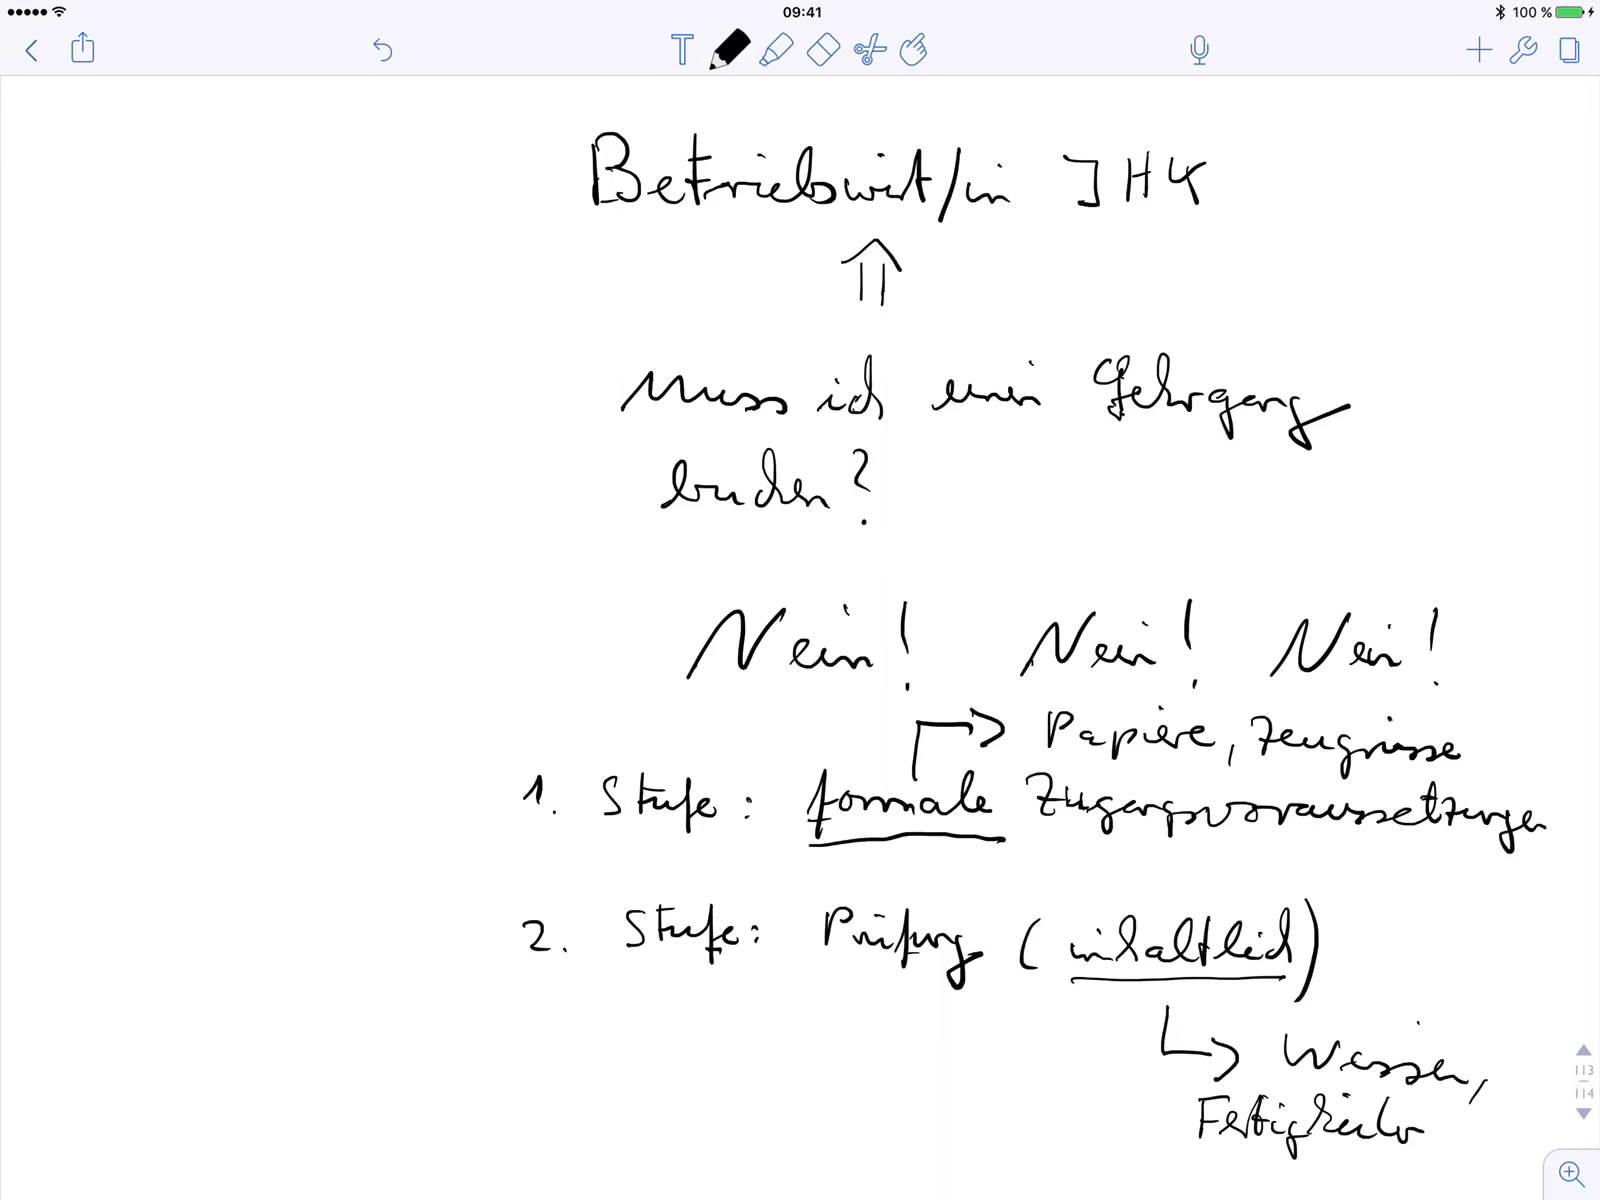 09:41
100 %
T
Betriebswirt/in IHK
Muss ich einen Lehrgang
buchen?
Nein! Nein! Nein!
Papiere, Zeugnisse
1. Stufe: formale Zugangsvoraussetzungen
2. Stufe: Prüfung (inhaltlich)
Wissen,
Fertigkeiten
113
114